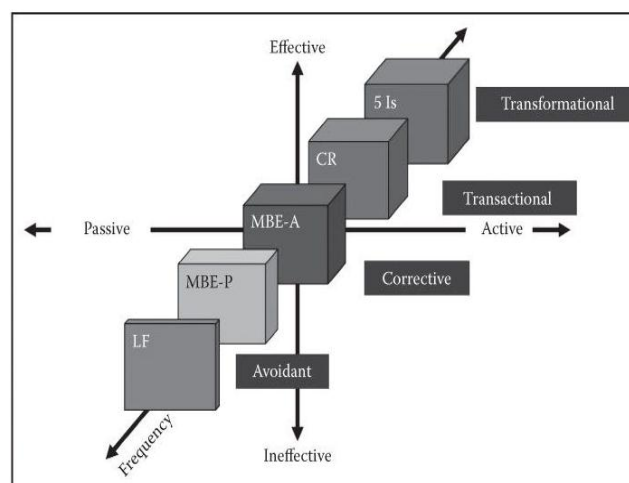 Effective
5 Is
Transformational
CR
Transactional
MBE-A
Passive
Active
MBE-P
Corrective
LF
Avoidant
Frequency
Ineffective